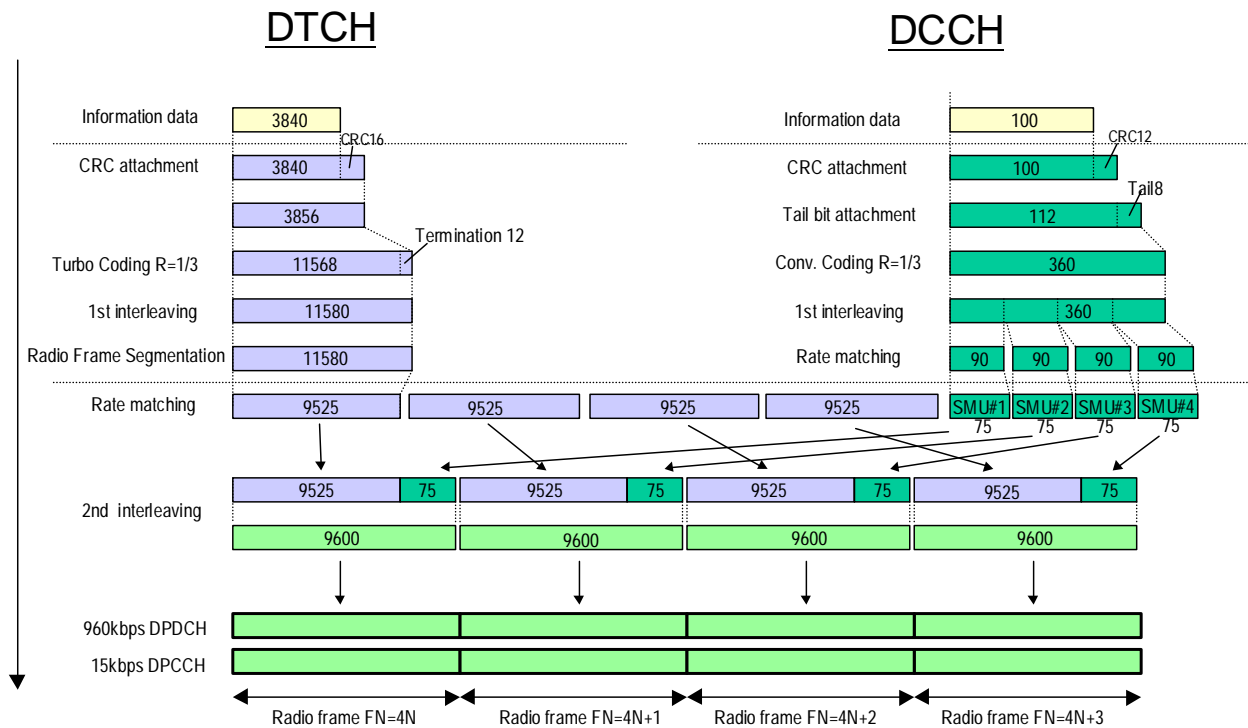 DTCH
DCCH
Information data
3840
Information data
100
CRC16
CRC12
CRC attachment
3840
CRC attachment
100
Tail8
3856
Tail bit attachment
112
Termination 12
Turbo Coding R=1/3
11568
Conv. Coding R=1/3
360
1st interleaving
11580
1st interleaving
360
Radio Frame Segmentation
11580
Rate matching
90
90
90
90
Rate matching
9525
9525
9525
9525
SMU#1
SMU#2
SMU#3
SMU#4
75
75
75
75
2nd interleaving
9525
75
9525
75
9525
75
9525
75
9600
9600
9600
9600
960kbps DPDCH
15kbps DPCCH
Radio frame FN=4N
Radio frame FN=4N+1
Radio frame FN=4N+2
Radio frame FN=4N+3